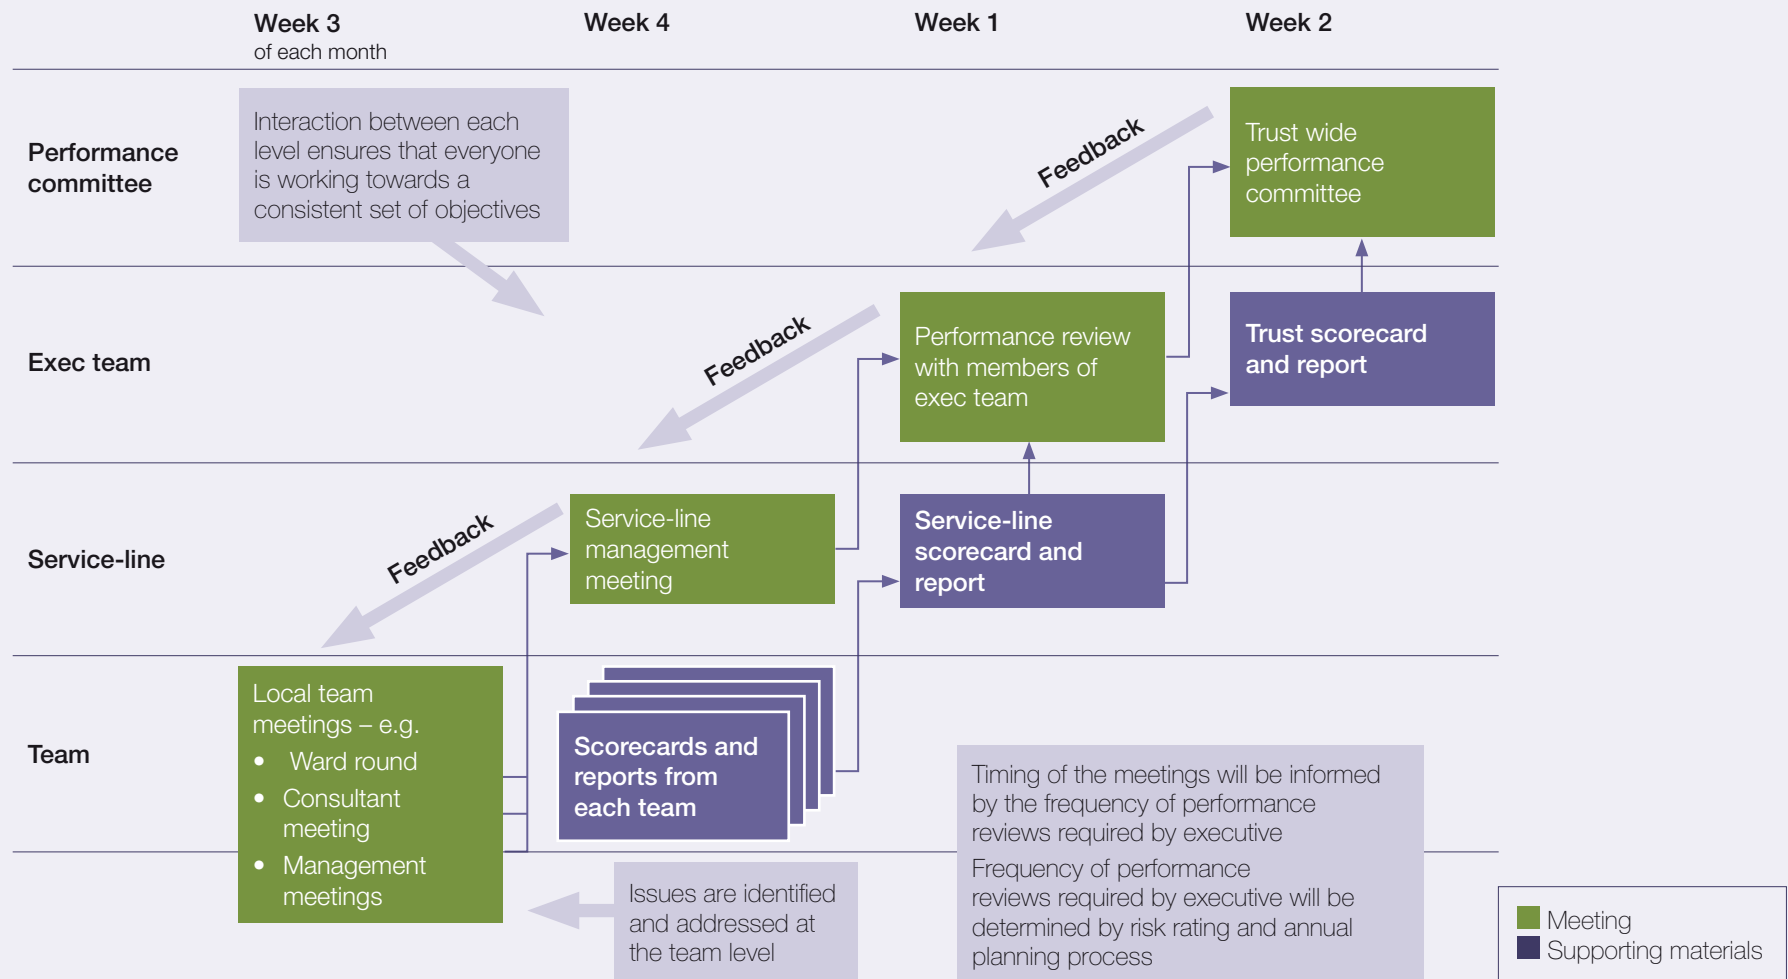 Week 3
of each month
Week 4
Week 1
Week 2
Performance
committee
Interaction between each
level ensures that everyone
is working towards a
consistent set of objectives
Feedback
Trust wide
performance
committee
Exec team
Feedback
Performance review
with members of
exec team
Trust scorecard
and report
Service-line
Feedback
Service-line
management
meeting
Service-line
scorecard and
report
Team
Local team
meetings – e.g.
• Ward round
• Consultant
meeting
• Management
meetings
Scorecards and
reports from
each team
Issues are identified
and addressed at
the team level
Timing of the meetings will be informed
by the frequency of performance
reviews required by executive
Frequency of performance
reviews required by executive will be
determined by risk rating and annual
planning process
Meeting
Supporting materials